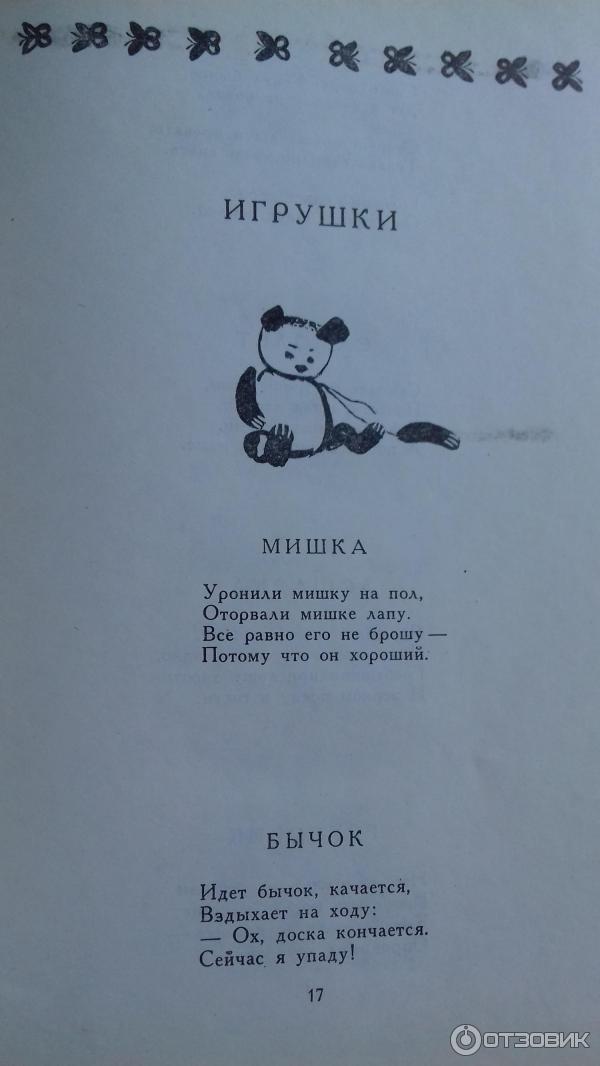 ИГРУШКИ
МИШКА
Уронили мишку на пол,
Оторвали мишке лапу.
Все равно его не брошу —
Потому что он хороший.
БЫЧОК
Идет бычок, качается,
Вздыхает на ходу:
— Ох, доска кончается.
Сейчас я упаду!
17
ОТЗОВИК